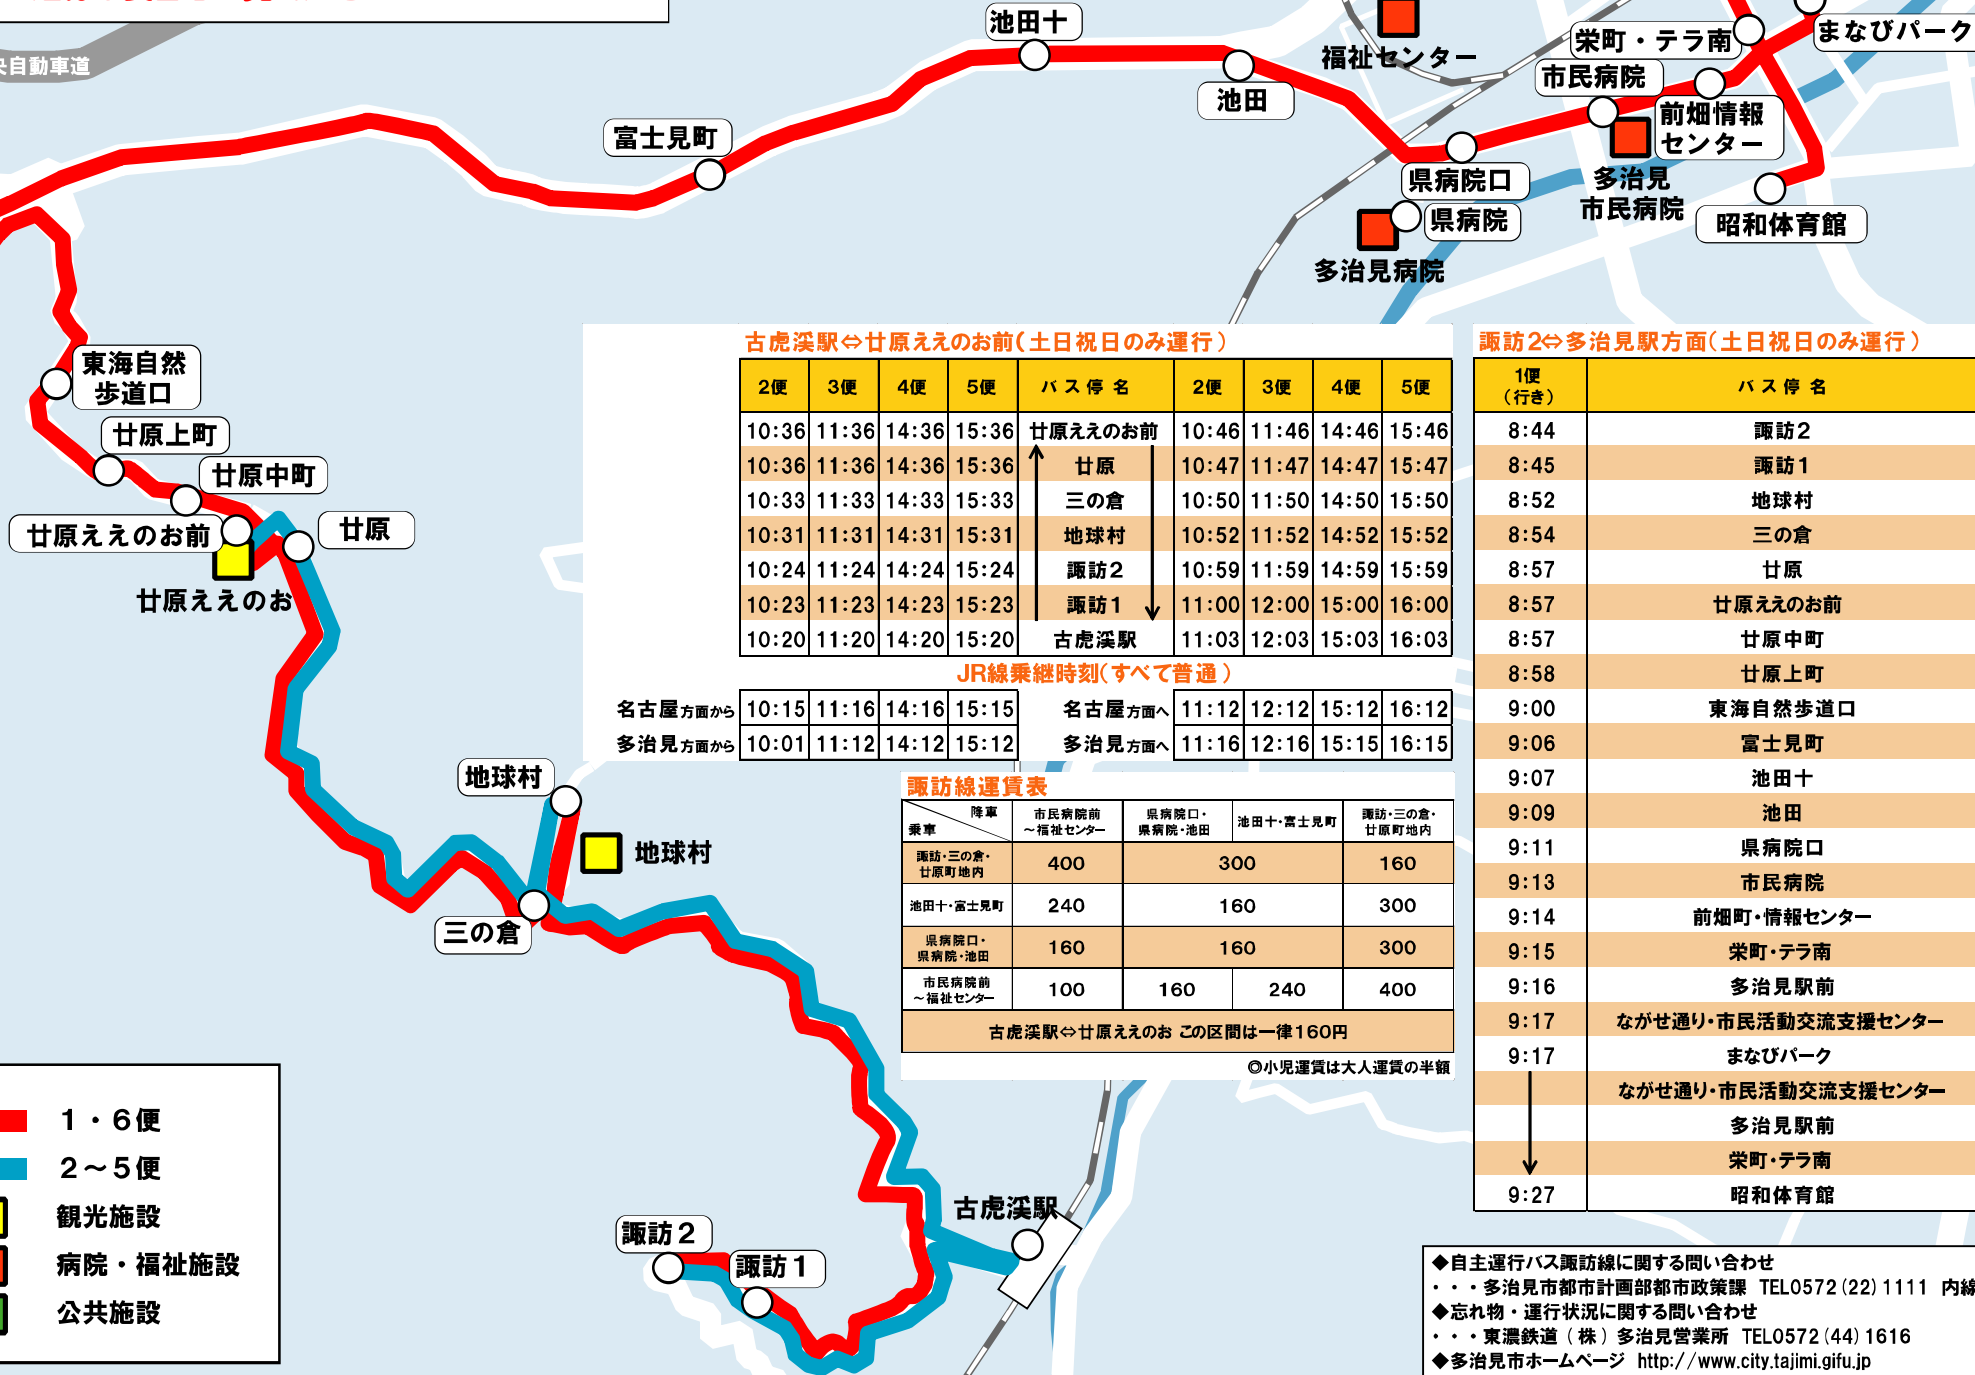 央自動車道
池田十
池田
富士見町
福祉センター
栄町・テラ南
まなびパーク
市民病院
前畑情報
センター
多治見
市民病院
県病院口
県病院
昭和体育館
多治見病院
東海自然
歩道口
廿原上町
廿原中町
廿原ええのお前
廿原
廿原ええのお
地球村
地球村
三の倉
諏訪2
諏訪1
古虎渓駅
古虎渓駅⇔廿原ええのお前(土日祝日のみ運行)
2便 3便 4便 5便 バス停名 2便 3便 4便 5便
10:36 11:36 14:36 15:36 廿原ええのお前 10:46 11:46 14:46 15:46
10:36 11:36 14:36 15:36 廿原 10:47 11:47 14:47 15:47
10:33 11:33 14:33 15:33 三の倉 10:50 11:50 14:50 15:50
10:31 11:31 14:31 15:31 地球村 10:52 11:52 14:52 15:52
10:24 11:24 14:24 15:24 諏訪2 10:59 11:59 14:59 15:59
10:23 11:23 14:23 15:23 諏訪1 11:00 12:00 15:00 16:00
10:20 11:20 14:20 15:20 古虎渓駅 11:03 12:03 15:03 16:03
JR線乗継時刻(すべて普通)
名古屋方面から 10:15 11:16 14:16 15:15 名古屋方面へ 11:12 12:12 15:12 16:12
多治見方面から 10:01 11:12 14:12 15:12 多治見方面へ 11:16 12:16 15:15 16:15
諏訪線運賃表
降車
乗車
市民病院前
～福祉センター
県病院口・
県病院・池田
池田十・富士見町
諏訪・三の倉・
廿原町地内
諏訪・三の倉・
廿原町地内
400 300 160
池田十・富士見町 240 160 300
県病院口・
県病院・池田
160 160 300
市民病院前
～福祉センター
100 160 240 400
古虎渓駅⇔廿原ええのお この区間は一律160円
◎小児運賃は大人運賃の半額
諏訪2⇔多治見駅方面(土日祝日のみ運行)
1便
(行き)
バス停名
8:44 諏訪2
8:45 諏訪1
8:52 地球村
8:54 三の倉
8:57 廿原
8:57 廿原ええのお前
8:57 廿原中町
8:58 廿原上町
9:00 東海自然歩道口
9:06 富士見町
9:07 池田十
9:09 池田
9:11 県病院口
9:13 市民病院
9:14 前畑町・情報センター
9:15 栄町・テラ南
9:16 多治見駅前
9:17 ながせ通り・市民活動交流支援センター
9:17 まなびパーク
ながせ通り・市民活動交流支援センター
多治見駅前
栄町・テラ南
9:27 昭和体育館
1・6便
2～5便
観光施設
病院・福祉施設
公共施設
◆自主運行バス諏訪線に関する問い合わせ
・・・多治見市都市計画部都市政策課 TEL0572(22)1111 内線
◆忘れ物・運行状況に関する問い合わせ
・・・東濃鉄道(株)多治見営業所 TEL0572(44)1616
◆多治見市ホームページ http://www.city.tajimi.gifu.jp